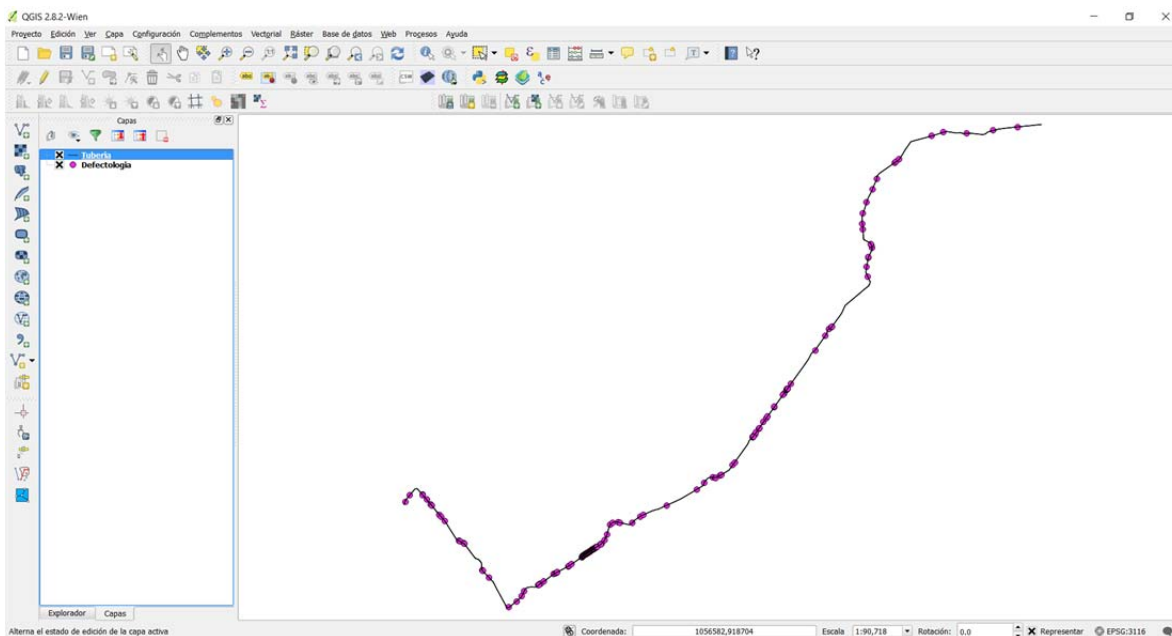 QGIS 2.8.2-Wien
Proyecto Edición Ver Capa Configuración Complementos Vectorial Ráster Base de datos Web Procesos Ayuda
CSW
Capas
Tuberia
Defectologia
Explorador Capas
Alterna el estado de edición de la capa activa Coordenada: 1056582,918704 Escala 1:90,718 Rotación: 0,0 Representar EPSG:3116